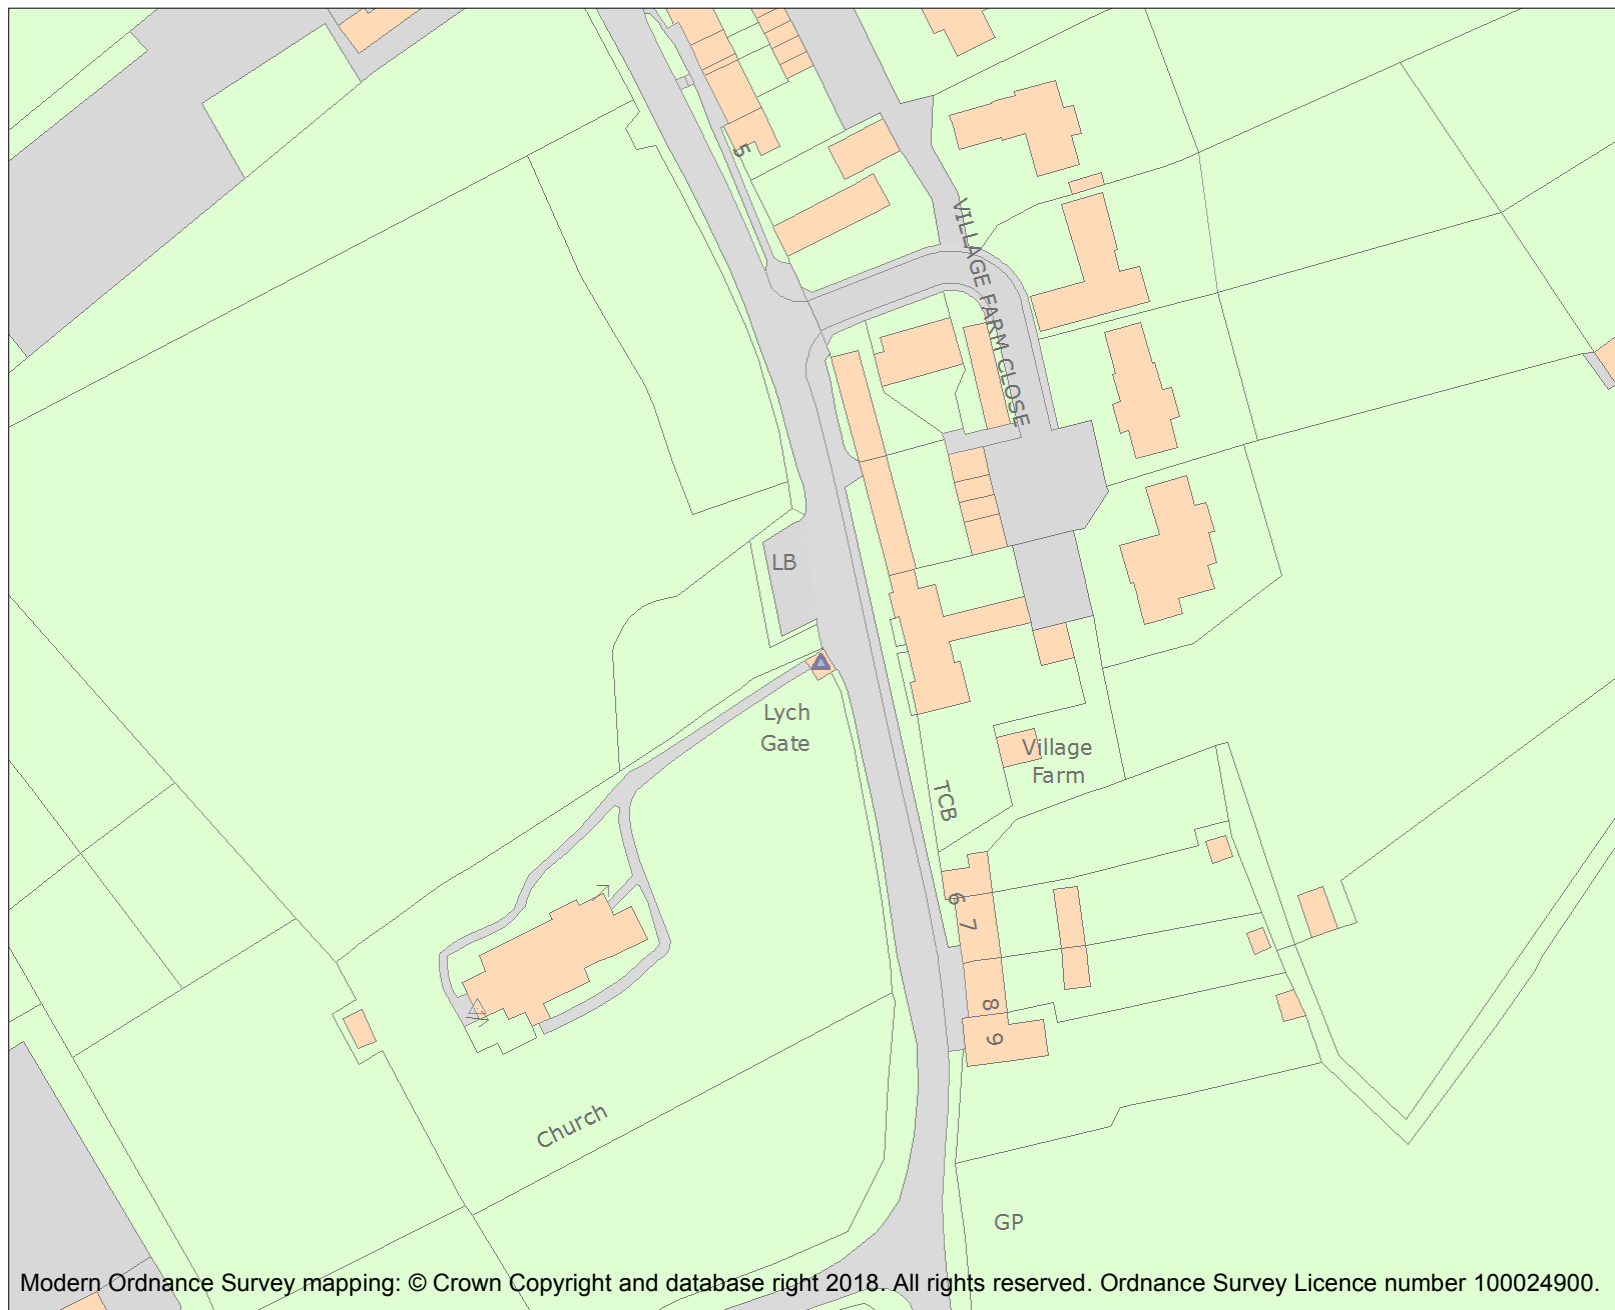 5
VILLAGE FARM CLOSE
LB
Lych
Gate
Village
Farm
TCB
6
7
8
9
Church
GP
Modern Ordnance Survey mapping: © Crown Copyright and database right 2018. All rights reserved. Ordnance Survey Licence number 100024900.